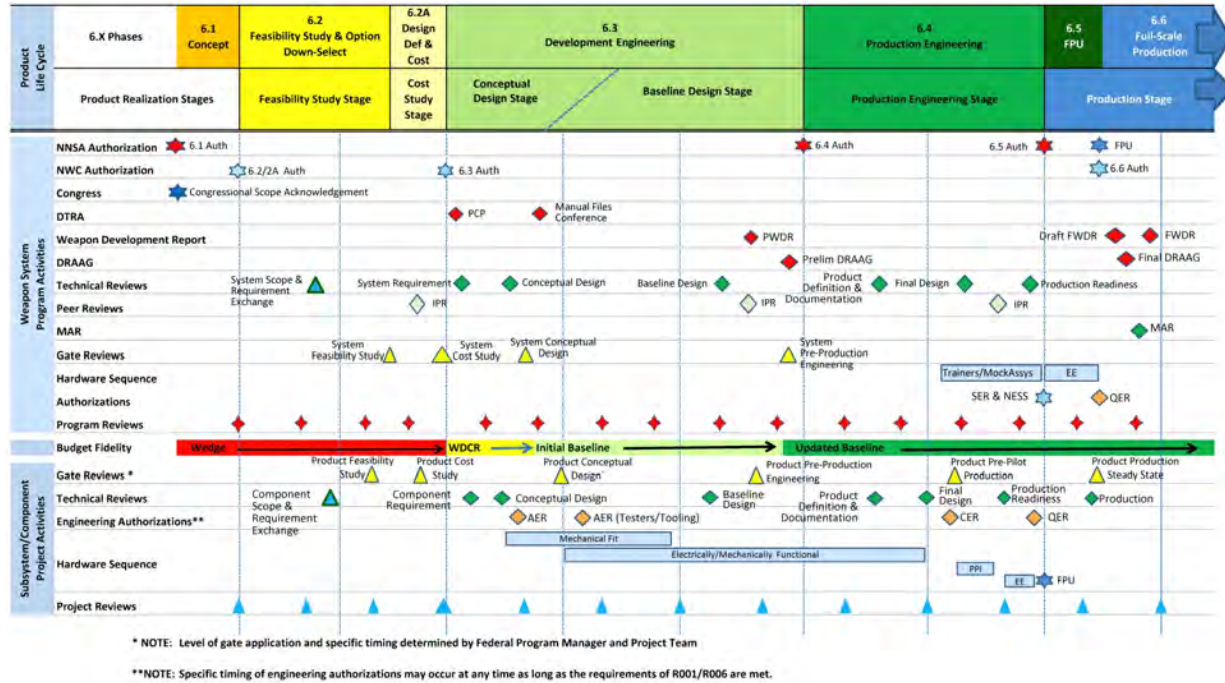 Product
Life Cycle
6.X Phases
6.1
Concept
6.2
Feasibility Study & Option
Down-Select
6.2A
Design
Def &
Cost
6.3
Development Engineering
6.4
Production Engineering
6.5
FPU
6.6
Full-Scale
Production
Product Realization Stages
Feasibility Study Stage
Cost
Study
Stage
Conceptual
Design Stage
Baseline Design Stage
Production Engineering Stage
Production Stage
Weapon System
Program Activities
NNSA Authorization
6.1 Auth
6.4 Auth
6.5 Auth
FPU
NWC Authorization
6.2/2A Auth
6.3 Auth
6.6 Auth
Congress
Congressional Scope Acknowledgement
DTRA
PCP
Manual Files
Conference
Weapon Development Report
PWDR
Draft FWDR
FWDR
DRAAG
Prelim DRAAG
Final DRAAG
Technical Reviews
System Scope &
Requirement
Exchange
System Requirement
Conceptual Design
Baseline Design
Product
Definition &
Documentation
Final Design
Production Readiness
Peer Reviews
IPR
IPR
IPR
MAR
MAR
Gate Reviews
System
Feasibility Study
System
Cost Study
System Conceptual
Design
System
Pre-Production
Engineering
Hardware Sequence
Trainers/MockAssys
EE
Authorizations
SER & NESS
QER
Program Reviews
Budget Fidelity
Wedge
WDCR
Initial Baseline
Updated Baseline
Subsystem/Component
Project Activities
Gate Reviews *
Product Feasibility
Study
Product Cost
Study
Product Conceptual
Design
Product Pre-Production
Engineering
Product Pre-Pilot
Production
Product Production
Steady State
Technical Reviews
Component
Scope &
Requirement
Exchange
Component
Requirement
Conceptual Design
Baseline
Design
Product
Definition &
Documentation
Final
Design
Production
Readiness
Production
Engineering Authorizations**
AER
AER (Testers/Tooling)
CER
QER
Hardware Sequence
Mechanical Fit
Electrically/Mechanically Functional
PPI
EE
FPU
Project Reviews
* NOTE: Level of gate application and specific timing determined by Federal Program Manager and Project Team
**NOTE: Specific timing of engineering authorizations may occur at any time as long as the requirements of R001/R006 are met.